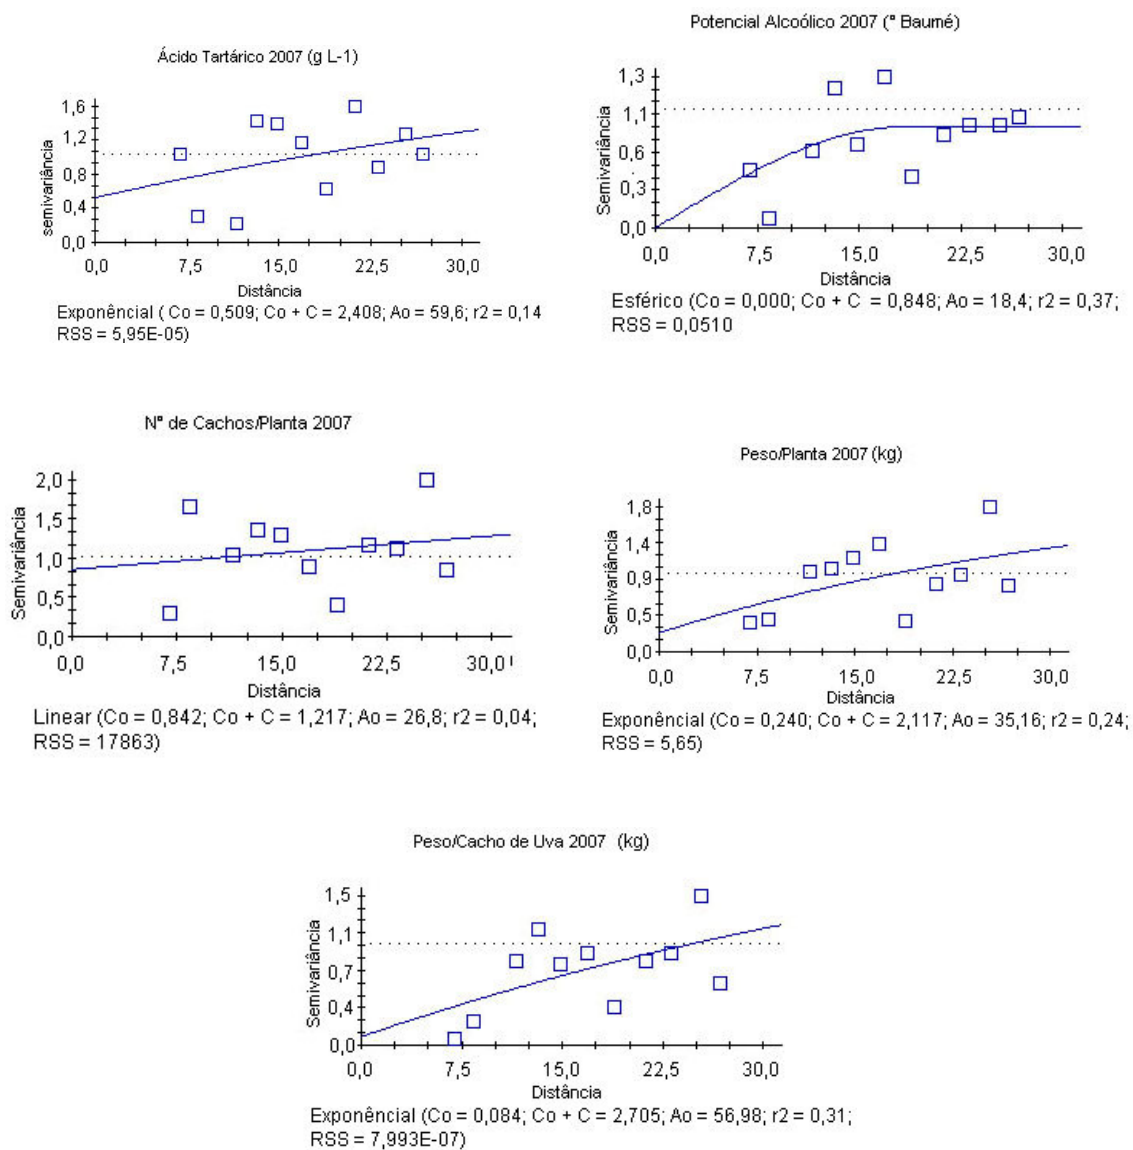 Ácido Tartárico 2007 (g L-1)
1,6
1,2
0,8
0,4
0,0
semivariância
0,0 7,5 15,0 22,5 30,0
Distância
Exponêncial ( Co = 0,509; Co + C = 2,408; Ao = 59,6; r2 = 0,14
RSS = 5,95E-05)
Potencial Alcoólico 2007 (° Baumé)
1,3
1,1
0,6
0,3
0,0
Semivariância
0,0 7,5 15,0 22,5 30,0
Distância
Esférico (Co = 0,000; Co + C = 0,848; Ao = 18,4; r2 = 0,37;
RSS = 0,0510
N° de Cachos/Planta 2007
2,0
1,5
1,0
0,5
0,0
Semivariância
0,0 7,5 15,0 22,5 30,0
Distância
Linear (Co = 0,842; Co + C = 1,217; Ao = 26,8; r2 = 0,04;
RSS = 17863)
Peso/Planta 2007 (kg)
1,8
1,4
0,9
0,5
0,0
Semivariância
0,0 7,5 15,0 22,5 30,0
Distância
Exponêncial (Co = 0,240; Co + C = 2,117; Ao = 35,16; r2 = 0,24;
RSS = 5,65)
Peso/Cacho de Uva 2007 (kg)
1,5
1,1
0,7
0,4
0,0
Semivariância
0,0 7,5 15,0 22,5 30,0
Distância
Exponêncial (Co = 0,084; Co + C = 2,705; Ao = 56,98; r2 = 0,31;
RSS = 7,993E-07)